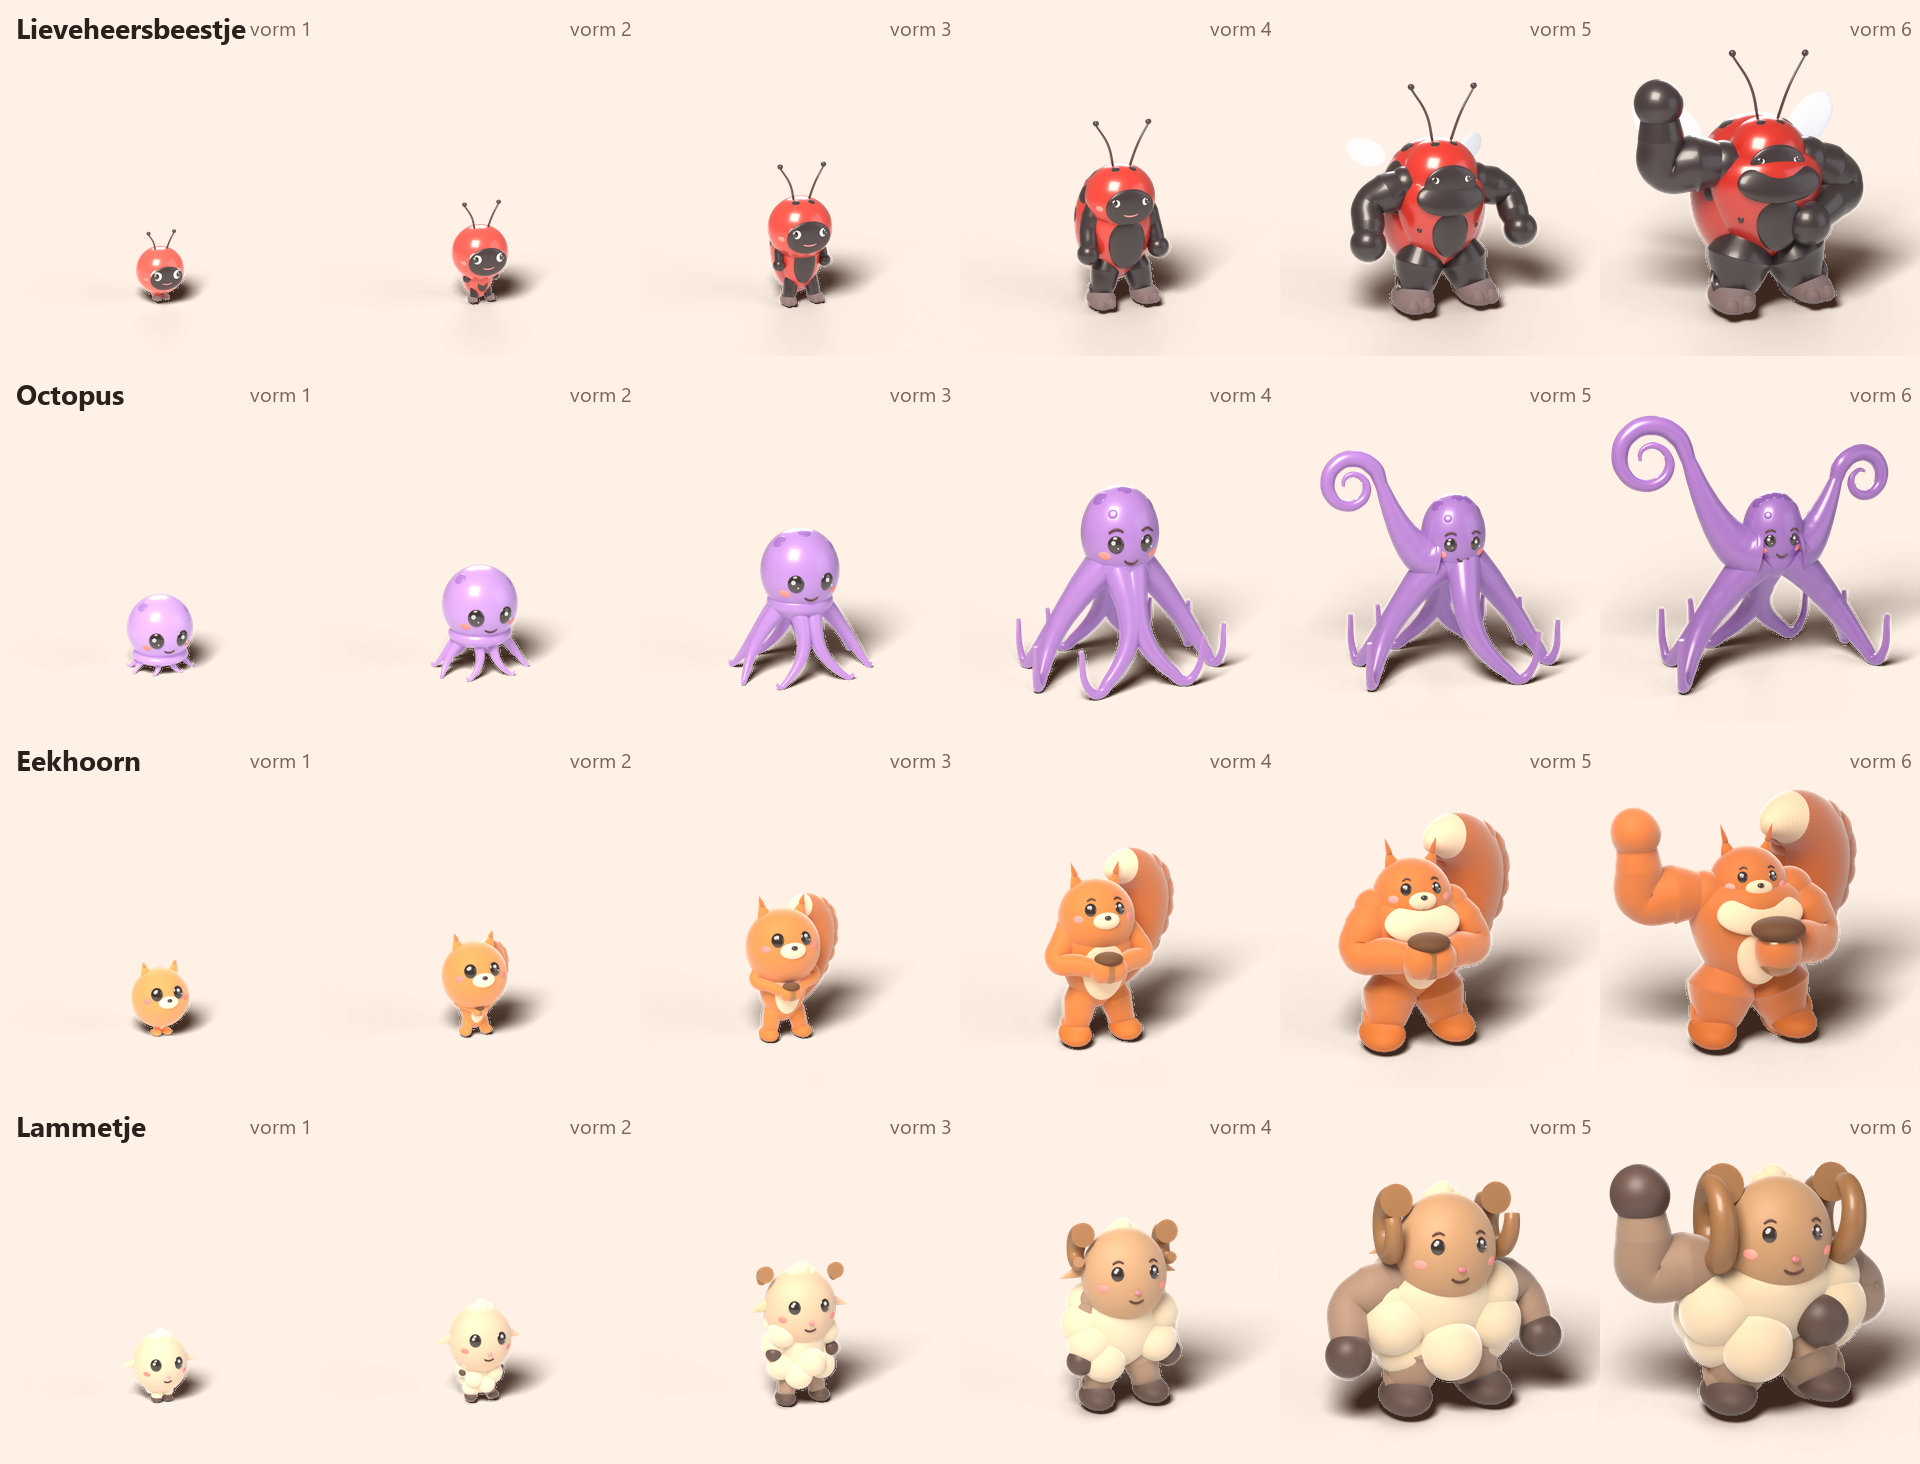 Lieveheersbeestje vorm 1 vorm 2 vorm 3 vorm 4 vorm 5 vorm 6
Octopus vorm 1 vorm 2 vorm 3 vorm 4 vorm 5 vorm 6
Eekhoorn vorm 1 vorm 2 vorm 3 vorm 4 vorm 5 vorm 6
Lammetje vorm 1 vorm 2 vorm 3 vorm 4 vorm 5 vorm 6